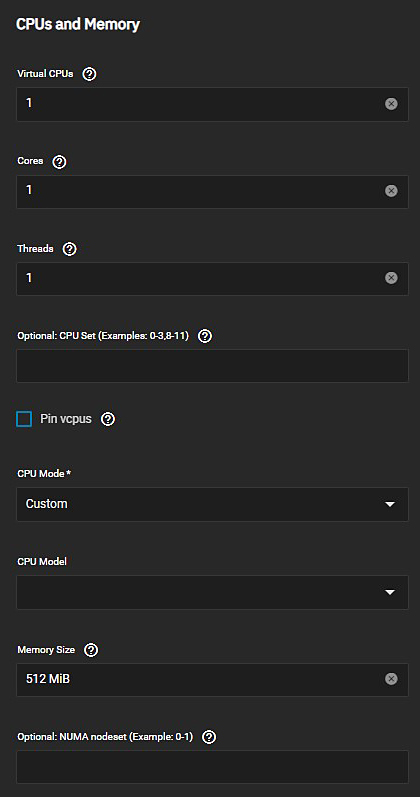 CPUs and Memory
Virtual CPUs ?
1
Cores ?
1
Threads ?
1
Optional: CPU Set (Examples: 0-3,8-11) ?
Pin vcpus ?
CPU Mode *
Custom
CPU Model
Memory Size ?
512 MiB
Optional: NUMA nodeset (Example: 0-1) ?